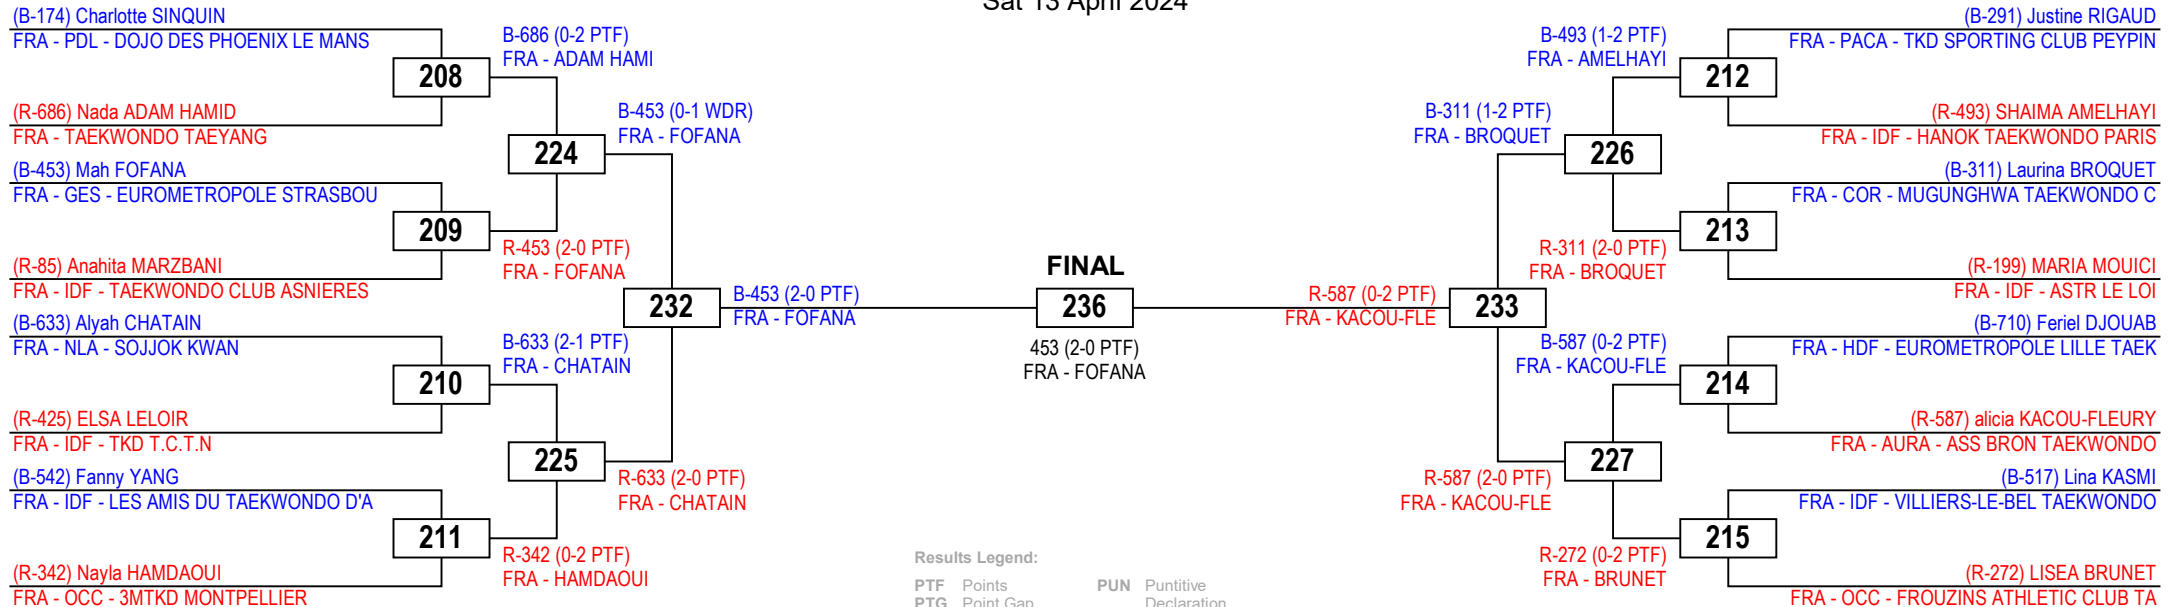 Sat 13 April 2024
(B-174) Charlotte SINQUIN
FRA - PDL - DOJO DES PHOENIX LE MANS
208
(R-686) Nada ADAM HAMID
FRA - TAEKWONDO TAEYANG
(B-453) Mah FOFANA
FRA - GES - EUROMETROPOLE STRASBOU
209
(R-85) Anahita MARZBANI
FRA - IDF - TAEKWONDO CLUB ASNIERES
(B-633) Alyah CHATAIN
FRA - NLA - SOJJOK KWAN
210
(R-425) ELSA LELOIR
FRA - IDF - TKD T.C.T.N
(B-542) Fanny YANG
FRA - IDF - LES AMIS DU TAEKWONDO D'A
211
(R-342) Nayla HAMDAOUI
FRA - OCC - 3MTKD MONTPELLIER
B-686 (0-2 PTF)
FRA - ADAM HAMI
224
R-453 (2-0 PTF)
FRA - FOFANA
B-633 (2-1 PTF)
FRA - CHATAIN
225
R-342 (0-2 PTF)
FRA - HAMDAOUI
B-453 (0-1 WDR)
FRA - FOFANA
232
R-633 (2-0 PTF)
FRA - CHATAIN
B-453 (2-0 PTF)
FRA - FOFANA
FINAL
236
453 (2-0 PTF)
FRA - FOFANA
R-587 (0-2 PTF)
FRA - KACOU-FLE
B-311 (1-2 PTF)
FRA - BROQUET
233
R-587 (2-0 PTF)
FRA - KACOU-FLE
B-493 (1-2 PTF)
FRA - AMELHAYI
226
R-311 (2-0 PTF)
FRA - BROQUET
B-587 (0-2 PTF)
FRA - KACOU-FLE
227
R-272 (0-2 PTF)
FRA - BRUNET
(B-291) Justine RIGAUD
FRA - PACA - TKD SPORTING CLUB PEYPIN
212
(R-493) SHAIMA AMELHAYI
FRA - IDF - HANOK TAEKWONDO PARIS
(B-311) Laurina BROQUET
FRA - COR - MUGUNGHWA TAEKWONDO C
213
(R-199) MARIA MOUICI
FRA - IDF - ASTR LE LOI
(B-710) Feriel DJOUAB
FRA - HDF - EUROMETROPOLE LILLE TAEK
214
(R-587) alicia KACOU-FLEURY
FRA - AURA - ASS BRON TAEKWONDO
(B-517) Lina KASMI
FRA - IDF - VILLIERS-LE-BEL TAEKWONDO
215
(R-272) LISEA BRUNET
FRA - OCC - FROUZINS ATHLETIC CLUB TA
Results Legend:
PTF Points PUN Puntitive
PTG Point Gap Declaration